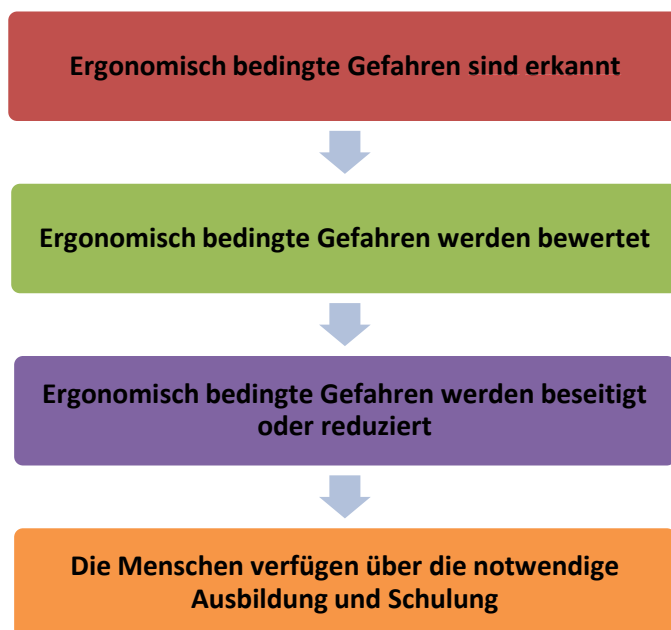 Ergonomisch bedingte Gefahren sind erkannt
Ergonomisch bedingte Gefahren werden bewertet
Ergonomisch bedingte Gefahren werden beseitigt
oder reduziert
Die Menschen verfügen über die notwendige
Ausbildung und Schulung